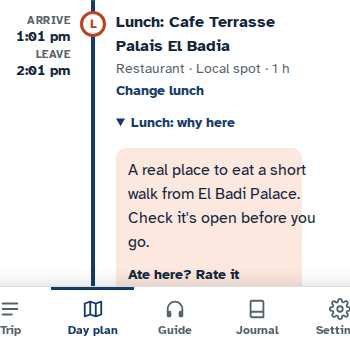 ARRIVE
1:01 pm
LEAVE
2:01 pm
L
Lunch: Cafe Terrasse
Palais El Badia
Restaurant · Local spot · 1 h
Change lunch
▼ Lunch: why here
A real place to eat a short
walk from El Badi Palace.
Check it's open before you
go.
Ate here? Rate it
Trip
Day plan
Guide
Journal
Settin